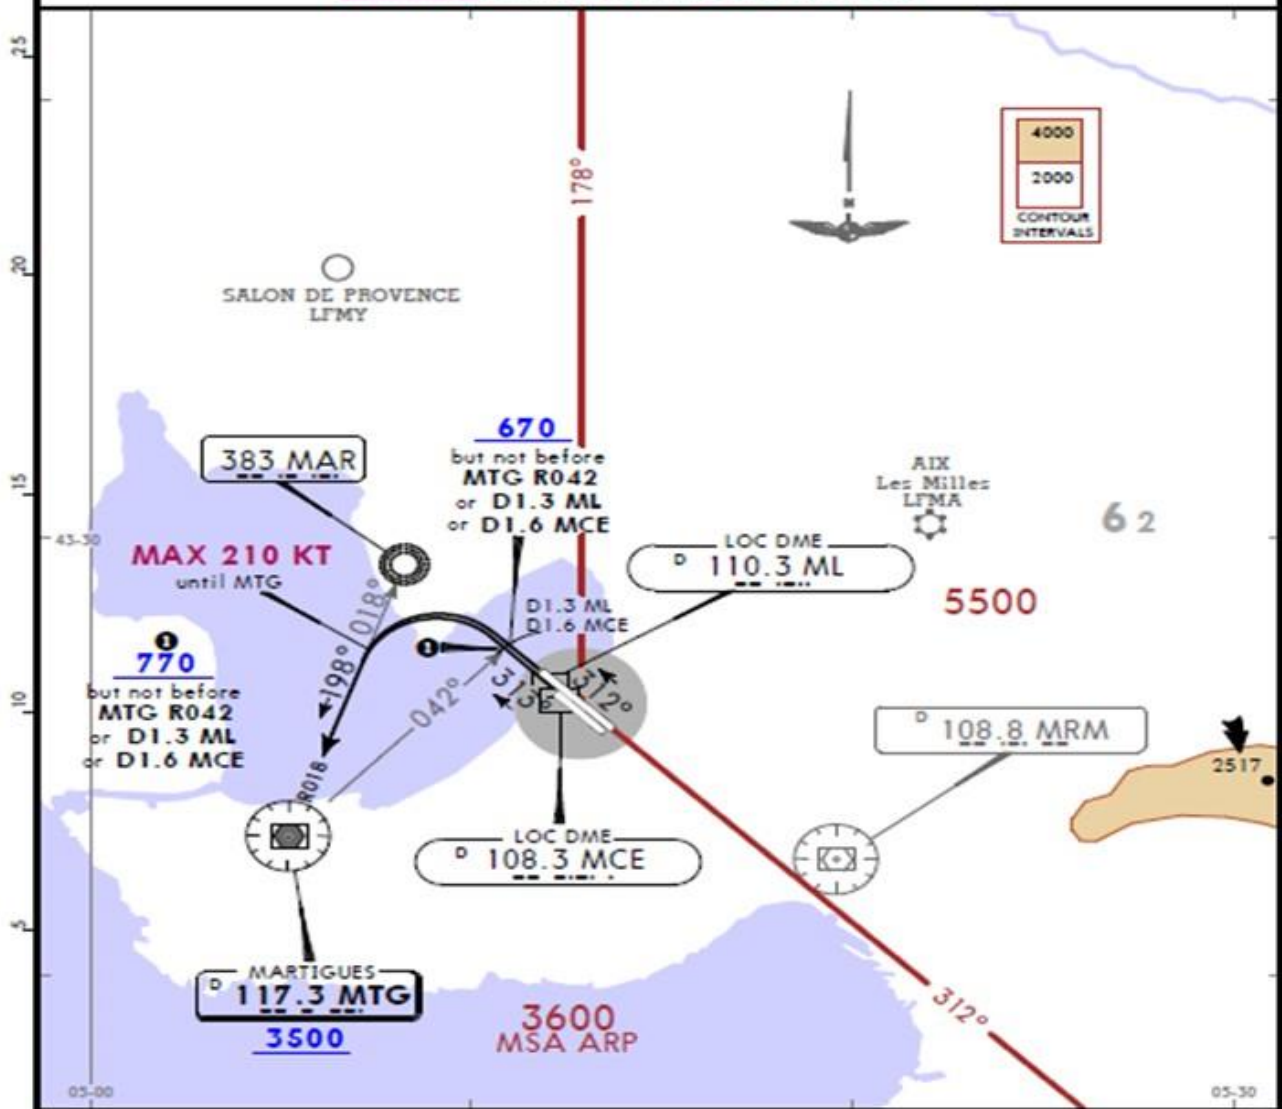 25
20
15
10
5
178°
4000
2000
CONTOUR
INTERVALS
SALON DE PROVENCE
LFMY
383 MAR
670
but not before
MTG R042
or D1.3 ML
or D1.6 MCE
AIX
Les Milles
LFMA
6 2
43-30
MAX 210 KT
until MTG
LOC DME
D 110.3 ML
5500
018°
D1.3 ML
D1.6 MCE
1
1
770
but not before
MTG R042
or D1.3 ML
or D1.6 MCE
198°
042°
313°
312°
D 108.8 MRM
2517
R018
LOC DME
D 108.3 MCE
MARTIGUES
D 117.3 MTG
3500
3600
MSA ARP
312°
05-00
05-30